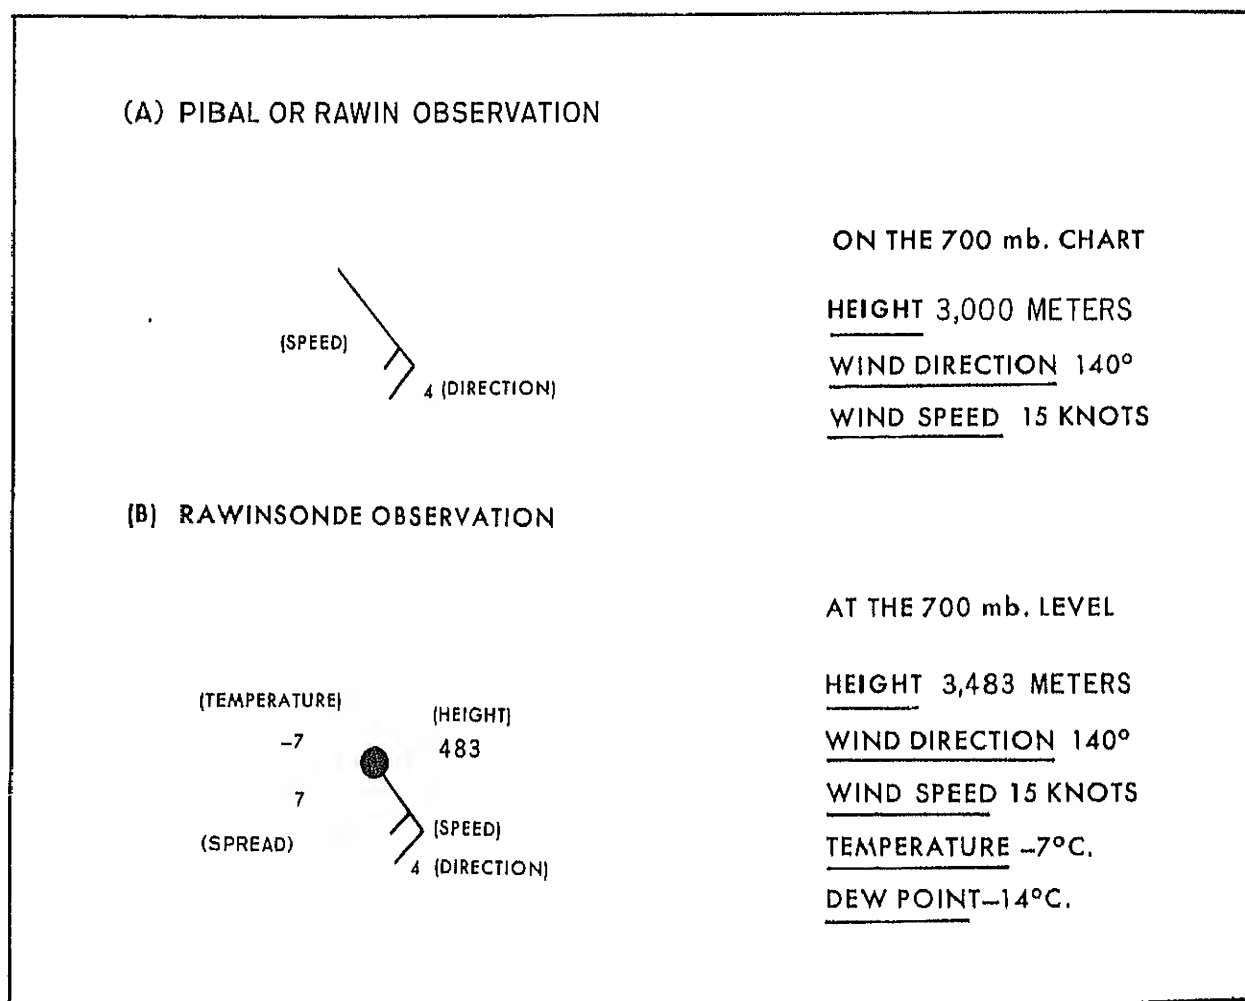 (A) PIBAL OR RAWIN OBSERVATION
(SPEED)
4 (DIRECTION)
ON THE 700 mb. CHART
HEIGHT 3,000 METERS
WIND DIRECTION 140°
WIND SPEED 15 KNOTS
(B) RAWINSONDE OBSERVATION
(TEMPERATURE)
-7
(HEIGHT)
483
7
(SPREAD)
(SPEED)
4 (DIRECTION)
AT THE 700 mb. LEVEL
HEIGHT 3,483 METERS
WIND DIRECTION 140°
WIND SPEED 15 KNOTS
TEMPERATURE -7°C.
DEW POINT-14°C.